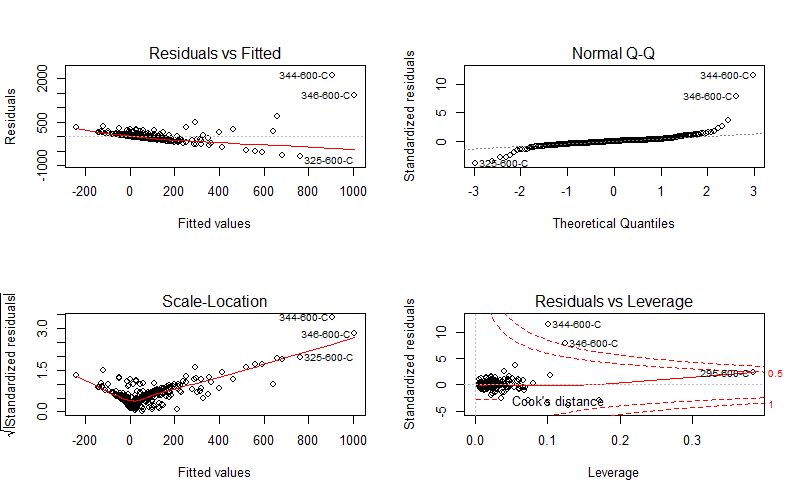 Residuals vs Fitted
Residuals
2000
500
-1000
344-600-C
346-600-C
325-600-C
-200 0 200 400 600 800 1000
Fitted values
Normal Q-Q
Standardized residuals
10
5
0
344-600-C
346-600-C
325-600-C
-3 -2 -1 0 1 2 3
Theoretical Quantiles
Scale-Location
√|Standardized residuals|
3.0
1.5
0.0
344-600-C
346-600-C
325-600-C
-200 0 200 400 600 800 1000
Fitted values
Residuals vs Leverage
Standardized residuals
10
5
0
-5
344-600-C
346-600-C
295-600-C
0.5
1
Cook's distance
0.0 0.1 0.2 0.3
Leverage